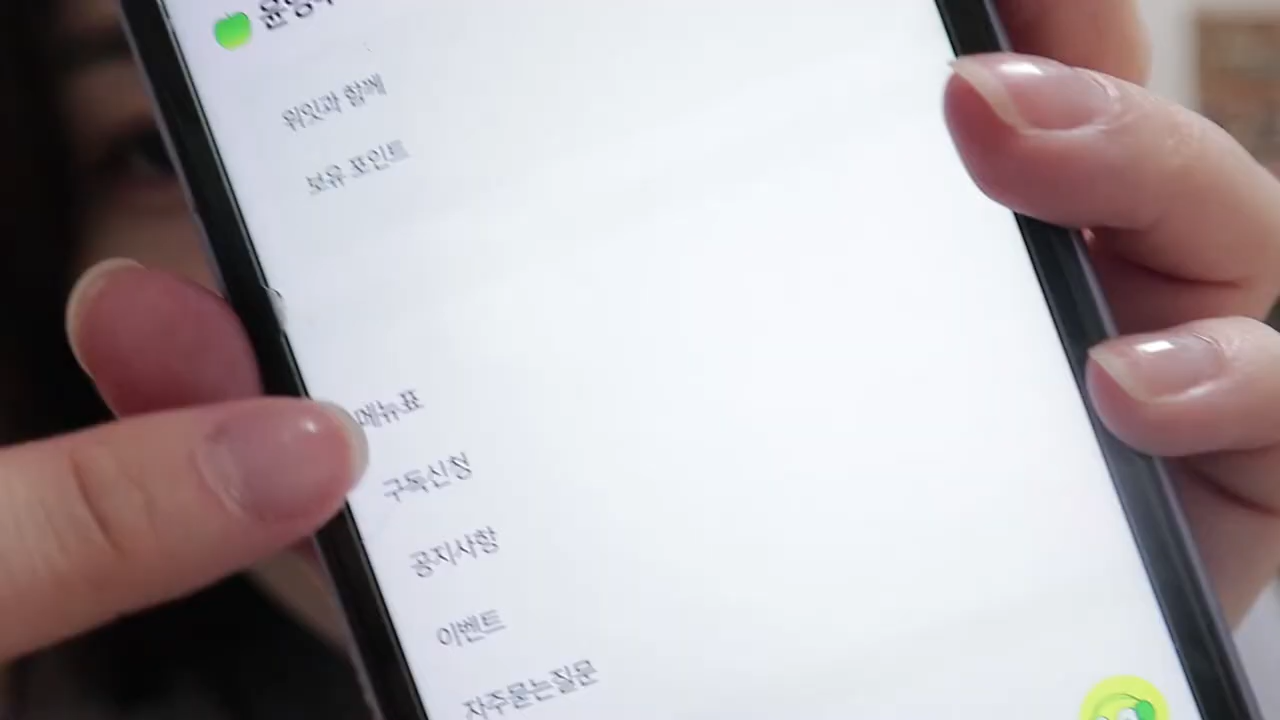 위잇과 함께
보유 포인트
메뉴표
구독신청
공지사항
이벤트
자주묻는질문